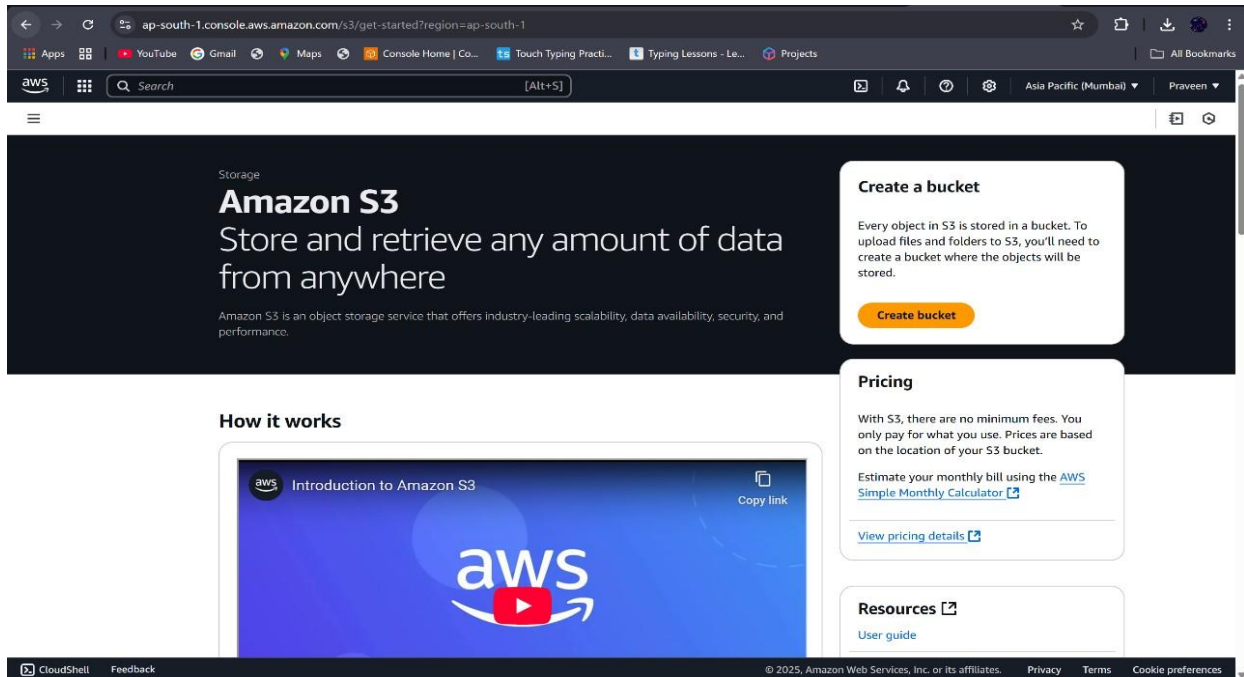 ap-south-1.console.aws.amazon.com/s3/get-started?region=ap-south-1
Apps YouTube Gmail Maps Console Home | Co... ts Touch Typing Practi... t Typing Lessons - Le... Projects All Bookmarks
aws Search [Alt+S] Asia Pacific (Mumbai) Praveen
Storage
Amazon S3
Store and retrieve any amount of data
from anywhere
Amazon S3 is an object storage service that offers industry-leading scalability, data availability, security, and
performance.
Create a bucket
Every object in S3 is stored in a bucket. To
upload files and folders to S3, you'll need to
create a bucket where the objects will be
stored.
Create bucket
Pricing
With S3, there are no minimum fees. You
only pay for what you use. Prices are based
on the location of your S3 bucket.
Estimate your monthly bill using the AWS
Simple Monthly Calculator
View pricing details
How it works
aws Introduction to Amazon S3
Copy link
aws
Resources
User guide
CloudShell Feedback © 2025, Amazon Web Services, Inc. or its affiliates. Privacy Terms Cookie preferences